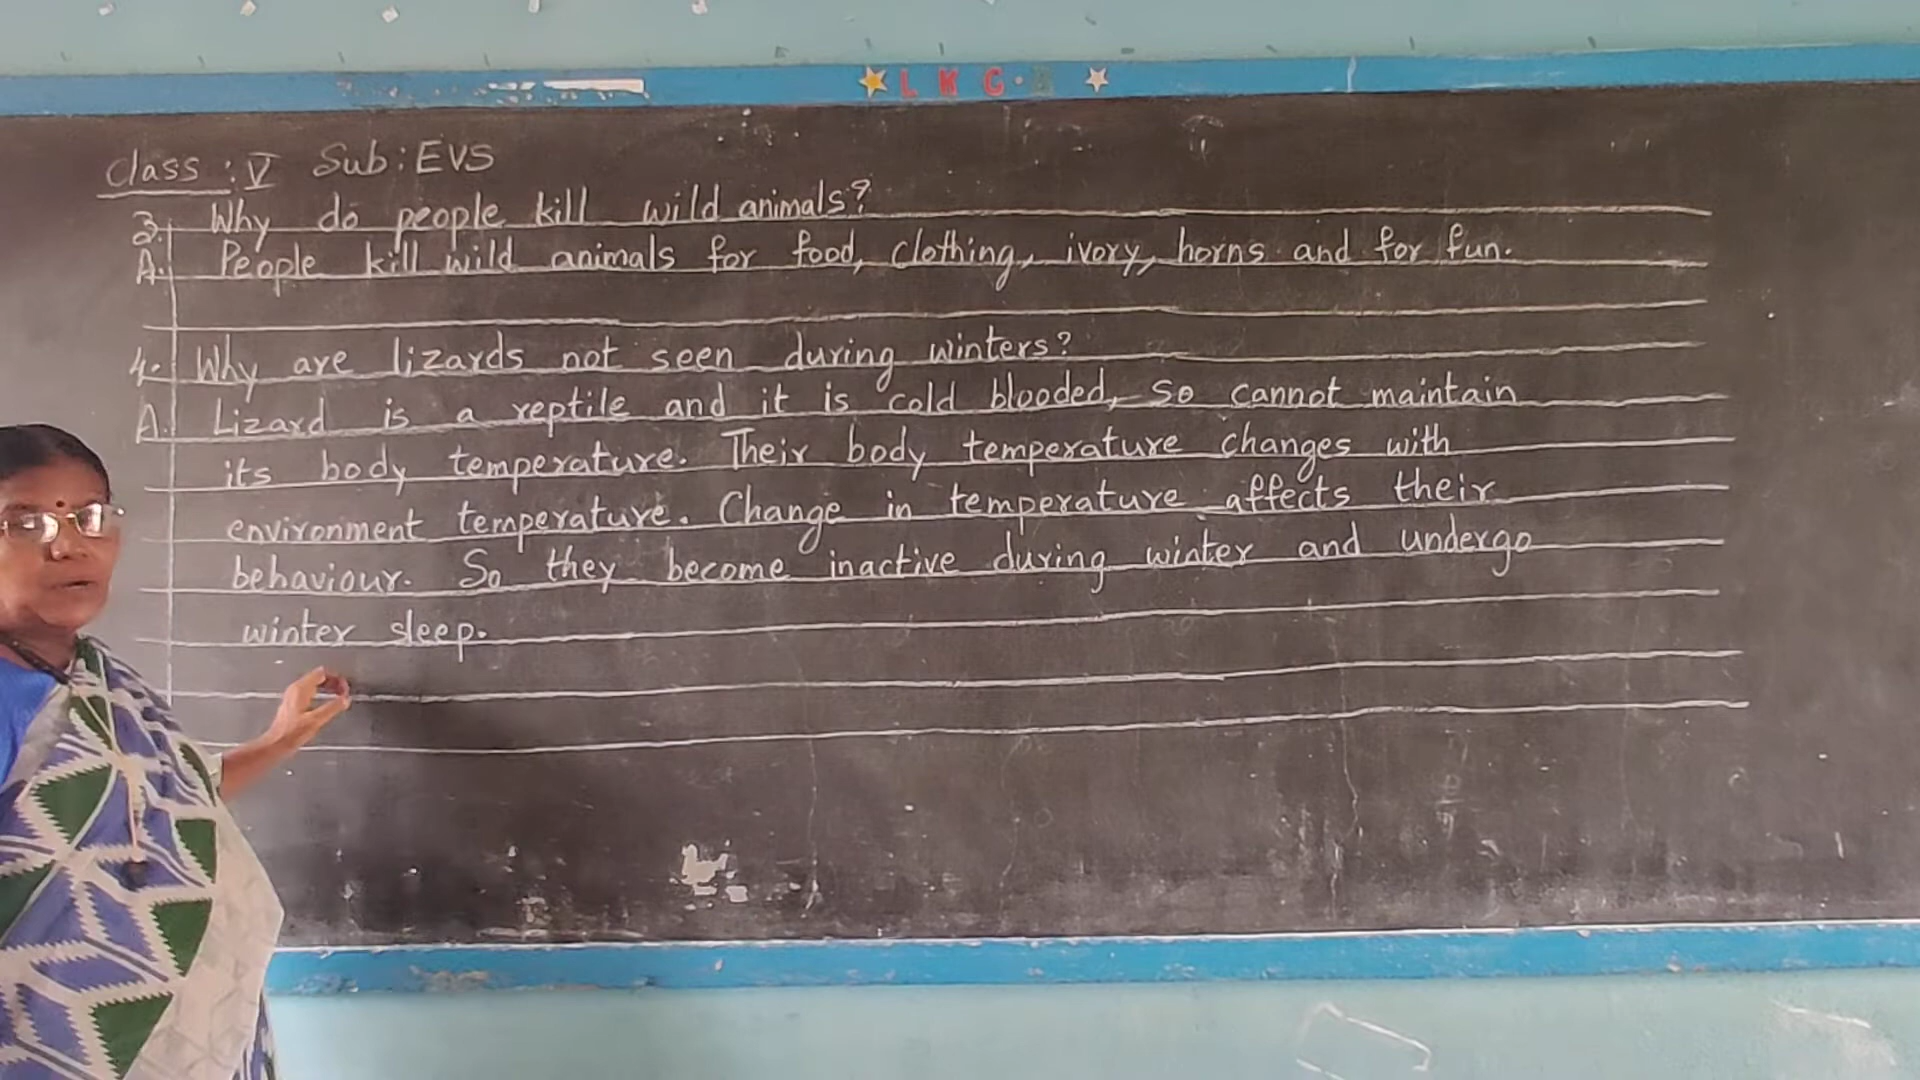 LKG.
Class : V Sub : EVS
3. Why do people kill wild animals?
A. People kill wild animals for food, clothing, ivory, horns and for fun.
4. Why are lizards not seen during winters?
A. Lizard is a reptile and it is cold blooded, so cannot maintain
its body temperature. Their body temperature changes with
environment temperature. Change in temperature affects their
behaviour. So they become inactive during winter and undergo
winter sleep.